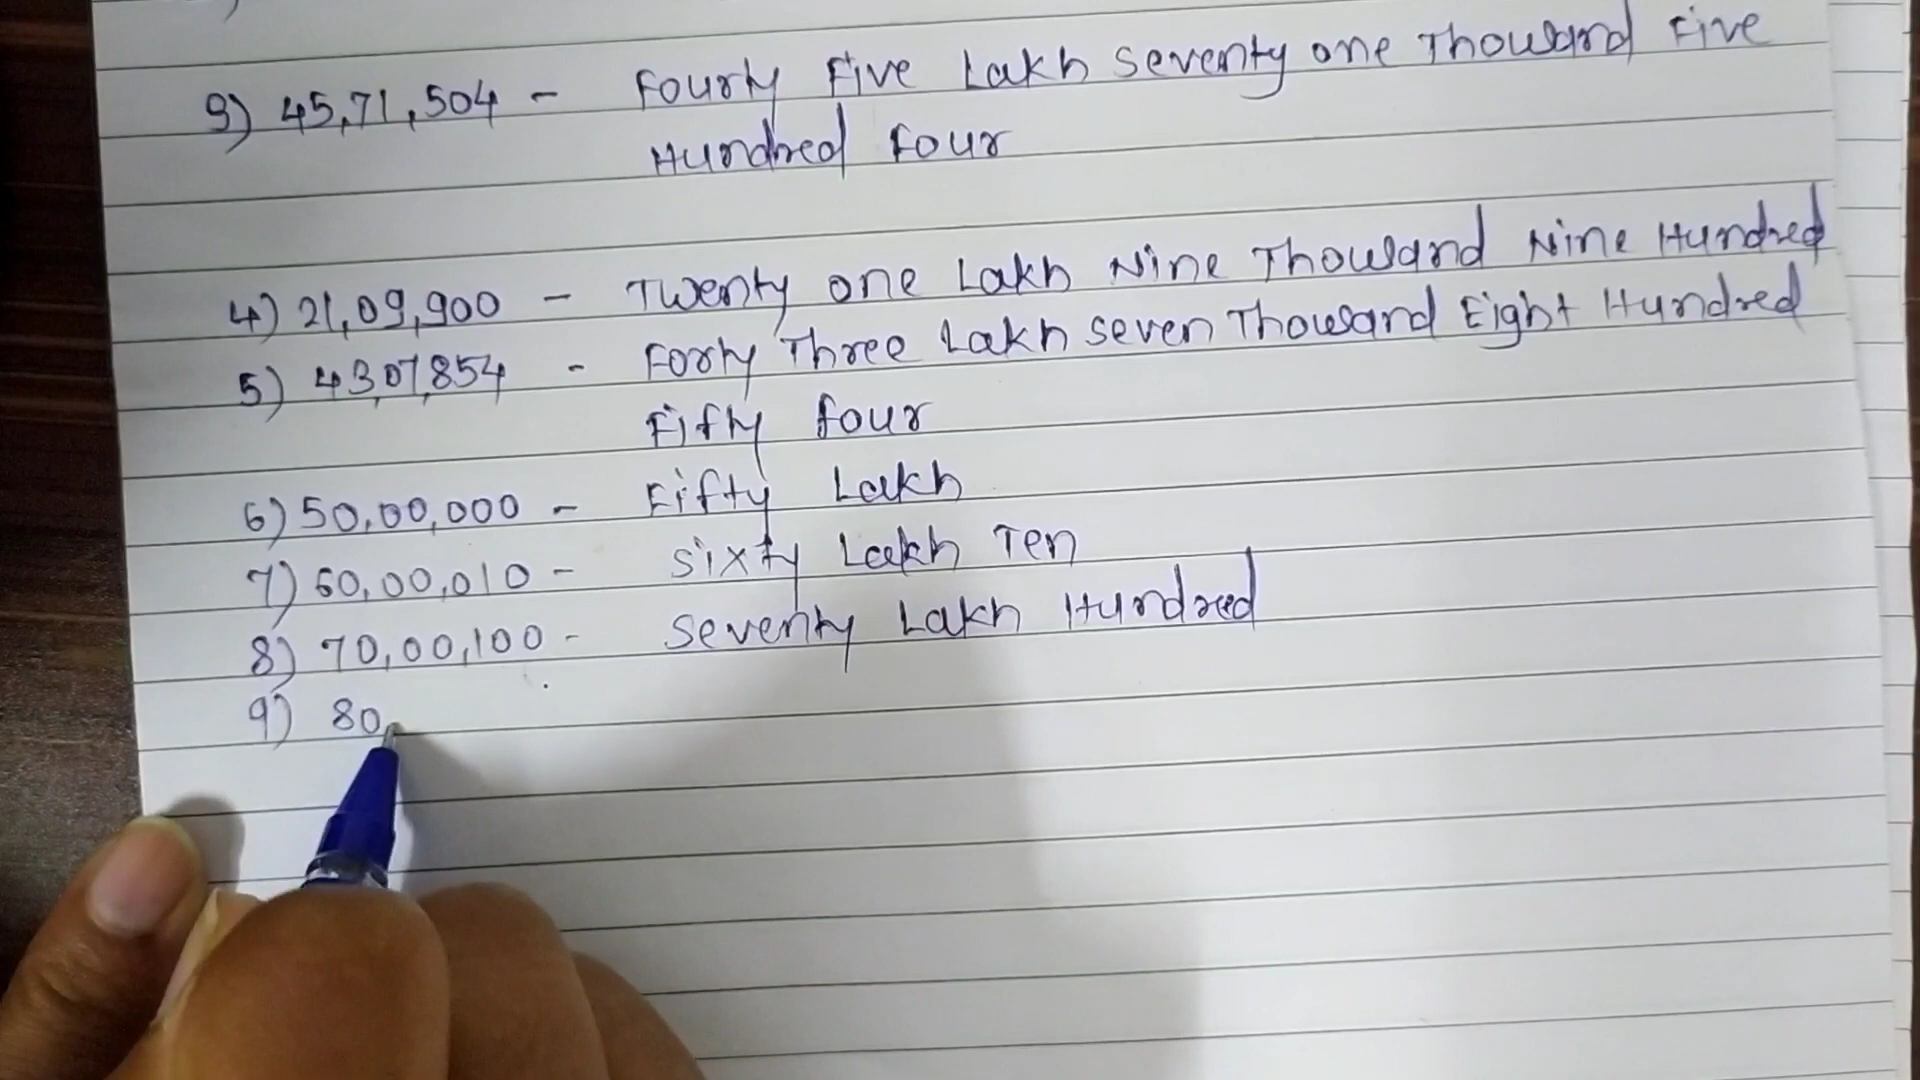 3) 45,71,504 - Fourty Five Lakh Seventy one Thousand Five
Hundred Four
4) 21,09,900 - Twenty one Lakh Nine Thousand Nine Hundred
5) 43,07,854 - Forty Three Lakh Seven Thousand Eight Hundred
Fifty four
6) 50,00,000 - Fifty Lakh
7) 60,00,010 - Sixty Lakh Ten
8) 70,00,100 - Seventy Lakh Hundred
9) 80,